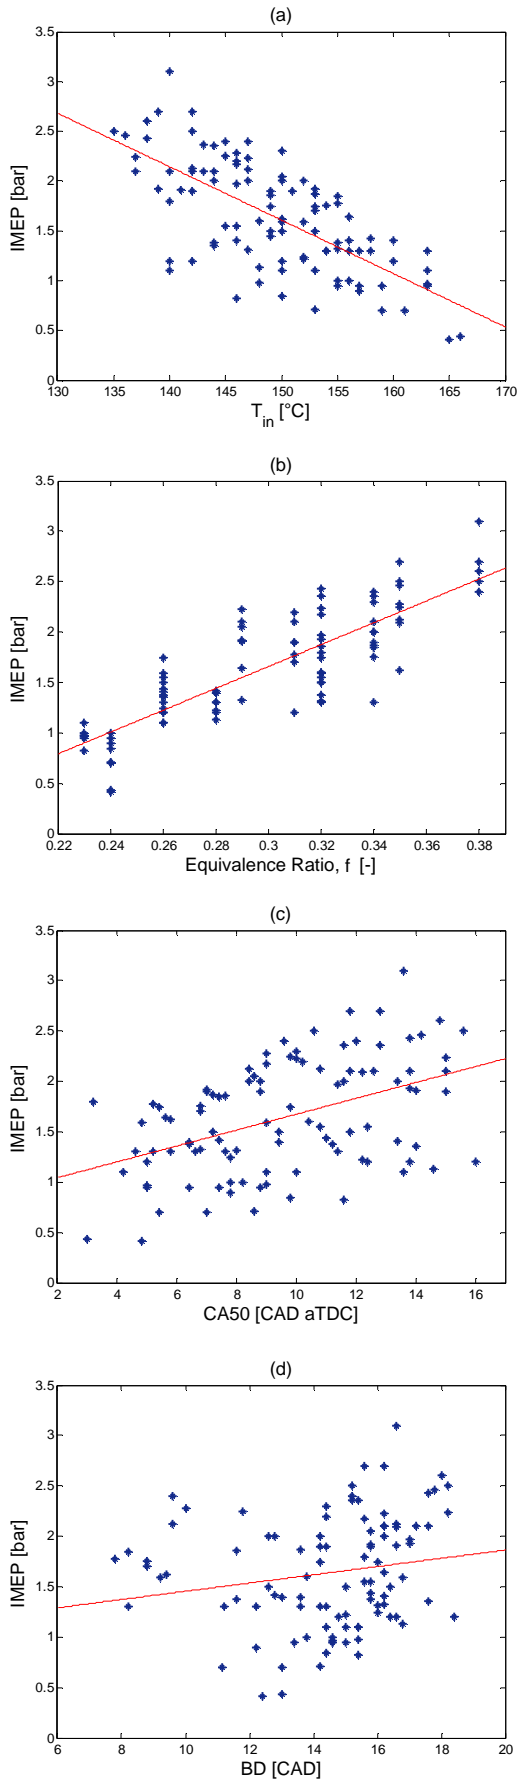 (a)
3.5
3
2.5
2
1.5
1
0.5
0
IMEP [bar]
130 135 140 145 150 155 160 165 170
T_in [°C]
(b)
3.5
3
2.5
2
1.5
1
0.5
0
IMEP [bar]
0.22 0.24 0.26 0.28 0.3 0.32 0.34 0.36 0.38
Equivalence Ratio, f [-]
(c)
3.5
3
2.5
2
1.5
1
0.5
0
IMEP [bar]
2 4 6 8 10 12 14 16
CA50 [CAD aTDC]
(d)
3.5
3
2.5
2
1.5
1
0.5
0
IMEP [bar]
6 8 10 12 14 16 18 20
BD [CAD]